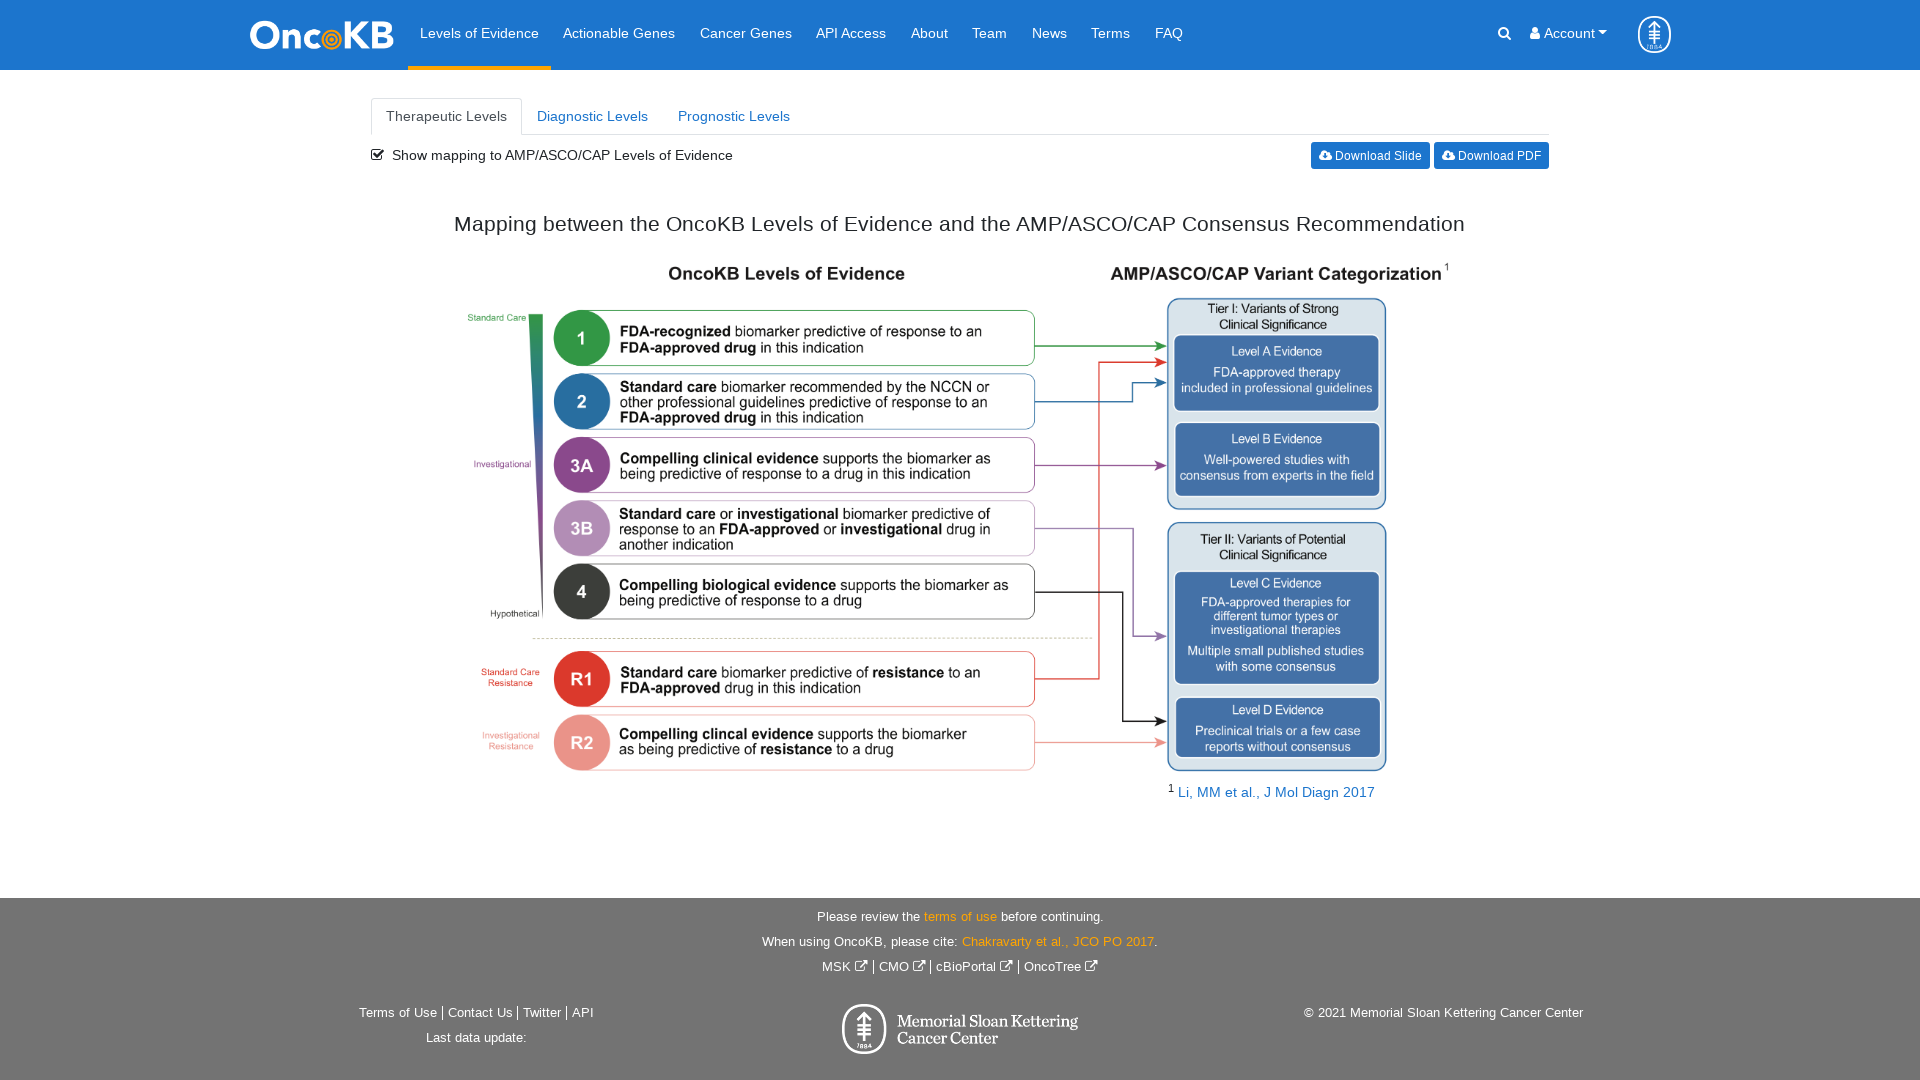 OncoKB
Levels of Evidence
Actionable Genes
Cancer Genes
API Access
About
Team
News
Terms
FAQ
Account
1884
Therapeutic Levels
Diagnostic Levels
Prognostic Levels
Show mapping to AMP/ASCO/CAP Levels of Evidence
Download Slide
Download PDF
Mapping between the OncoKB Levels of Evidence and the AMP/ASCO/CAP Consensus Recommendation
OncoKB Levels of Evidence
AMP/ASCO/CAP Variant Categorization 1
Standard Care
1
FDA-recognized biomarker predictive of response to an
FDA-approved drug in this indication
2
Standard care biomarker recommended by the NCCN or
other professional guidelines predictive of response to an
FDA-approved drug in this indication
Investigational
3A
Compelling clinical evidence supports the biomarker as
being predictive of response to a drug in this indication
3B
Standard care or investigational biomarker predictive of
response to an FDA-approved or investigational drug in
another indication
4
Compelling biological evidence supports the biomarker as
being predictive of response to a drug
Hypothetical
Standard Care
Resistance
R1
Standard care biomarker predictive of resistance to an
FDA-approved drug in this indication
Investigational
Resistance
R2
Compelling clincal evidence supports the biomarker
as being predictive of resistance to a drug
Tier I: Variants of Strong
Clinical Significance
Level A Evidence
FDA-approved therapy
included in professional guidelines
Level B Evidence
Well-powered studies with
consensus from experts in the field
Tier II: Variants of Potential
Clinical Significance
Level C Evidence
FDA-approved therapies for
different tumor types or
investigational therapies
Multiple small published studies
with some consensus
Level D Evidence
Preclinical trials or a few case
reports without consensus
1 Li, MM et al., J Mol Diagn 2017
Please review the terms of use before continuing.
When using OncoKB, please cite: Chakravarty et al., JCO PO 2017.
MSK | CMO | cBioPortal | OncoTree
Terms of Use | Contact Us | Twitter | API
Last data update:
1884
Memorial Sloan Kettering
Cancer Center
© 2021 Memorial Sloan Kettering Cancer Center